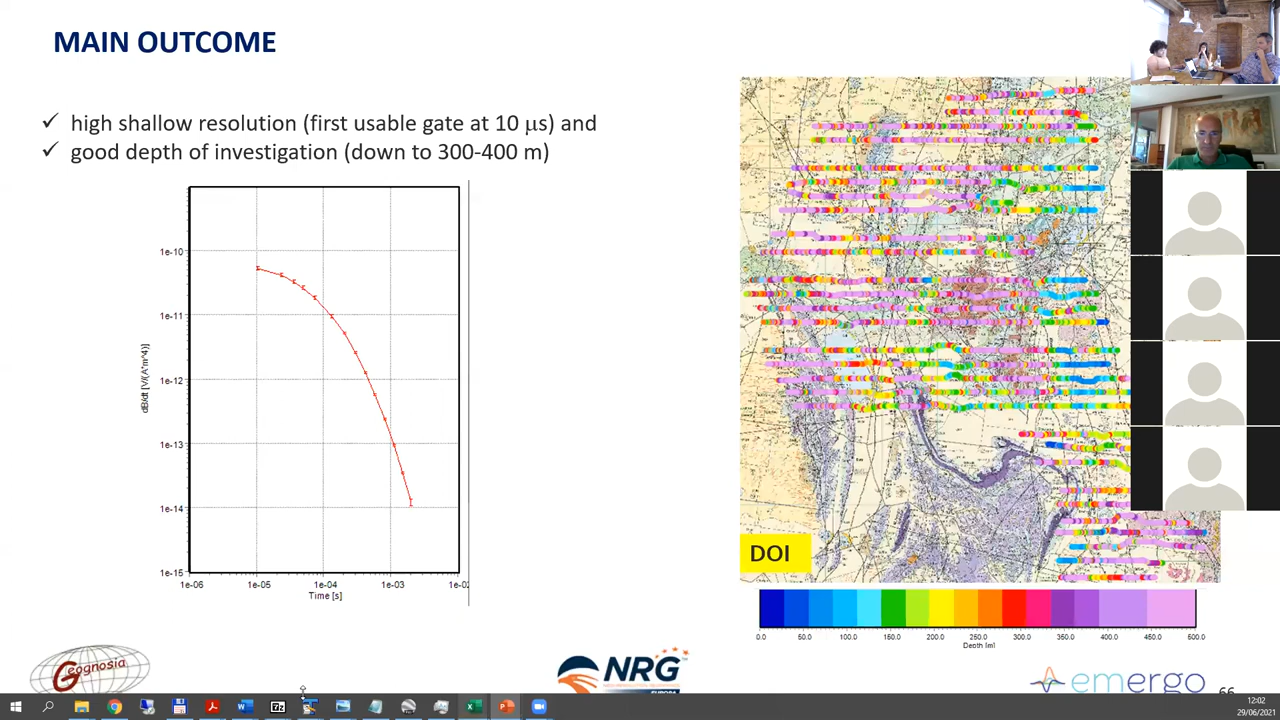 MAIN OUTCOME
✓ high shallow resolution (first usable gate at 10 μs) and
✓ good depth of investigation (down to 300-400 m)
1e-10
1e-11
1e-12
1e-13
1e-14
1e-15
dB/dt [V/(A*m^4)]
1e-06 1e-05 1e-04 1e-03 1e-02
Time [s]
DOI
0.0 50.0 100.0 150.0 200.0 250.0 300.0 350.0 400.0 450.0 500.0
Depth [m]
Geognosia
NRG
EUROPA
emergo
66
12:02
29/06/2021